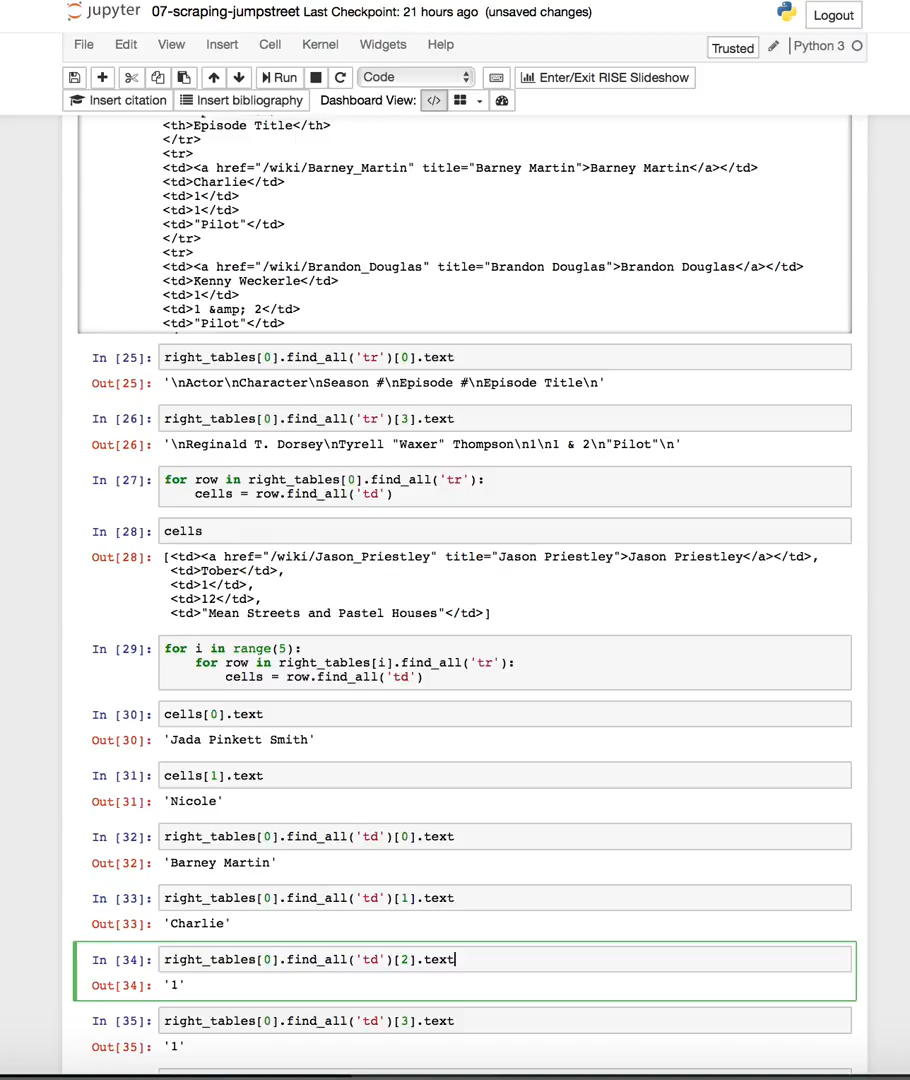 jupyter 07-scraping-jumpstreet Last Checkpoint: 21 hours ago (unsaved changes)
Logout
File Edit View Insert Cell Kernel Widgets Help
Trusted Python 3
Run Code Enter/Exit RISE Slideshow
Insert citation Insert bibliography Dashboard View:
<th>Episode Title</th>
</tr>
<tr>
<td><a href="/wiki/Barney_Martin" title="Barney Martin">Barney Martin</a></td>
<td>Charlie</td>
<td>1</td>
<td>1</td>
<td>"Pilot"</td>
</tr>
<tr>
<td><a href="/wiki/Brandon_Douglas" title="Brandon Douglas">Brandon Douglas</a></td>
<td>Kenny Weckerle</td>
<td>1</td>
<td>1 &amp; 2</td>
<td>"Pilot"</td>
In [25]: right_tables[0].find_all('tr')[0].text
Out[25]: '\nActor\nCharacter\nSeason #\nEpisode #\nEpisode Title\n'
In [26]: right_tables[0].find_all('tr')[3].text
Out[26]: '\nReginald T. Dorsey\nTyrell "Waxer" Thompson\n1\n1 & 2\n"Pilot"\n'
In [27]: for row in right_tables[0].find_all('tr'):
cells = row.find_all('td')
In [28]: cells
Out[28]: [<td><a href="/wiki/Jason_Priestley" title="Jason Priestley">Jason Priestley</a></td>,
<td>Tober</td>,
<td>1</td>,
<td>12</td>,
<td>"Mean Streets and Pastel Houses"</td>]
In [29]: for i in range(5):
for row in right_tables[i].find_all('tr'):
cells = row.find_all('td')
In [30]: cells[0].text
Out[30]: 'Jada Pinkett Smith'
In [31]: cells[1].text
Out[31]: 'Nicole'
In [32]: right_tables[0].find_all('td')[0].text
Out[32]: 'Barney Martin'
In [33]: right_tables[0].find_all('td')[1].text
Out[33]: 'Charlie'
In [34]: right_tables[0].find_all('td')[2].text
Out[34]: '1'
In [35]: right_tables[0].find_all('td')[3].text
Out[35]: '1'